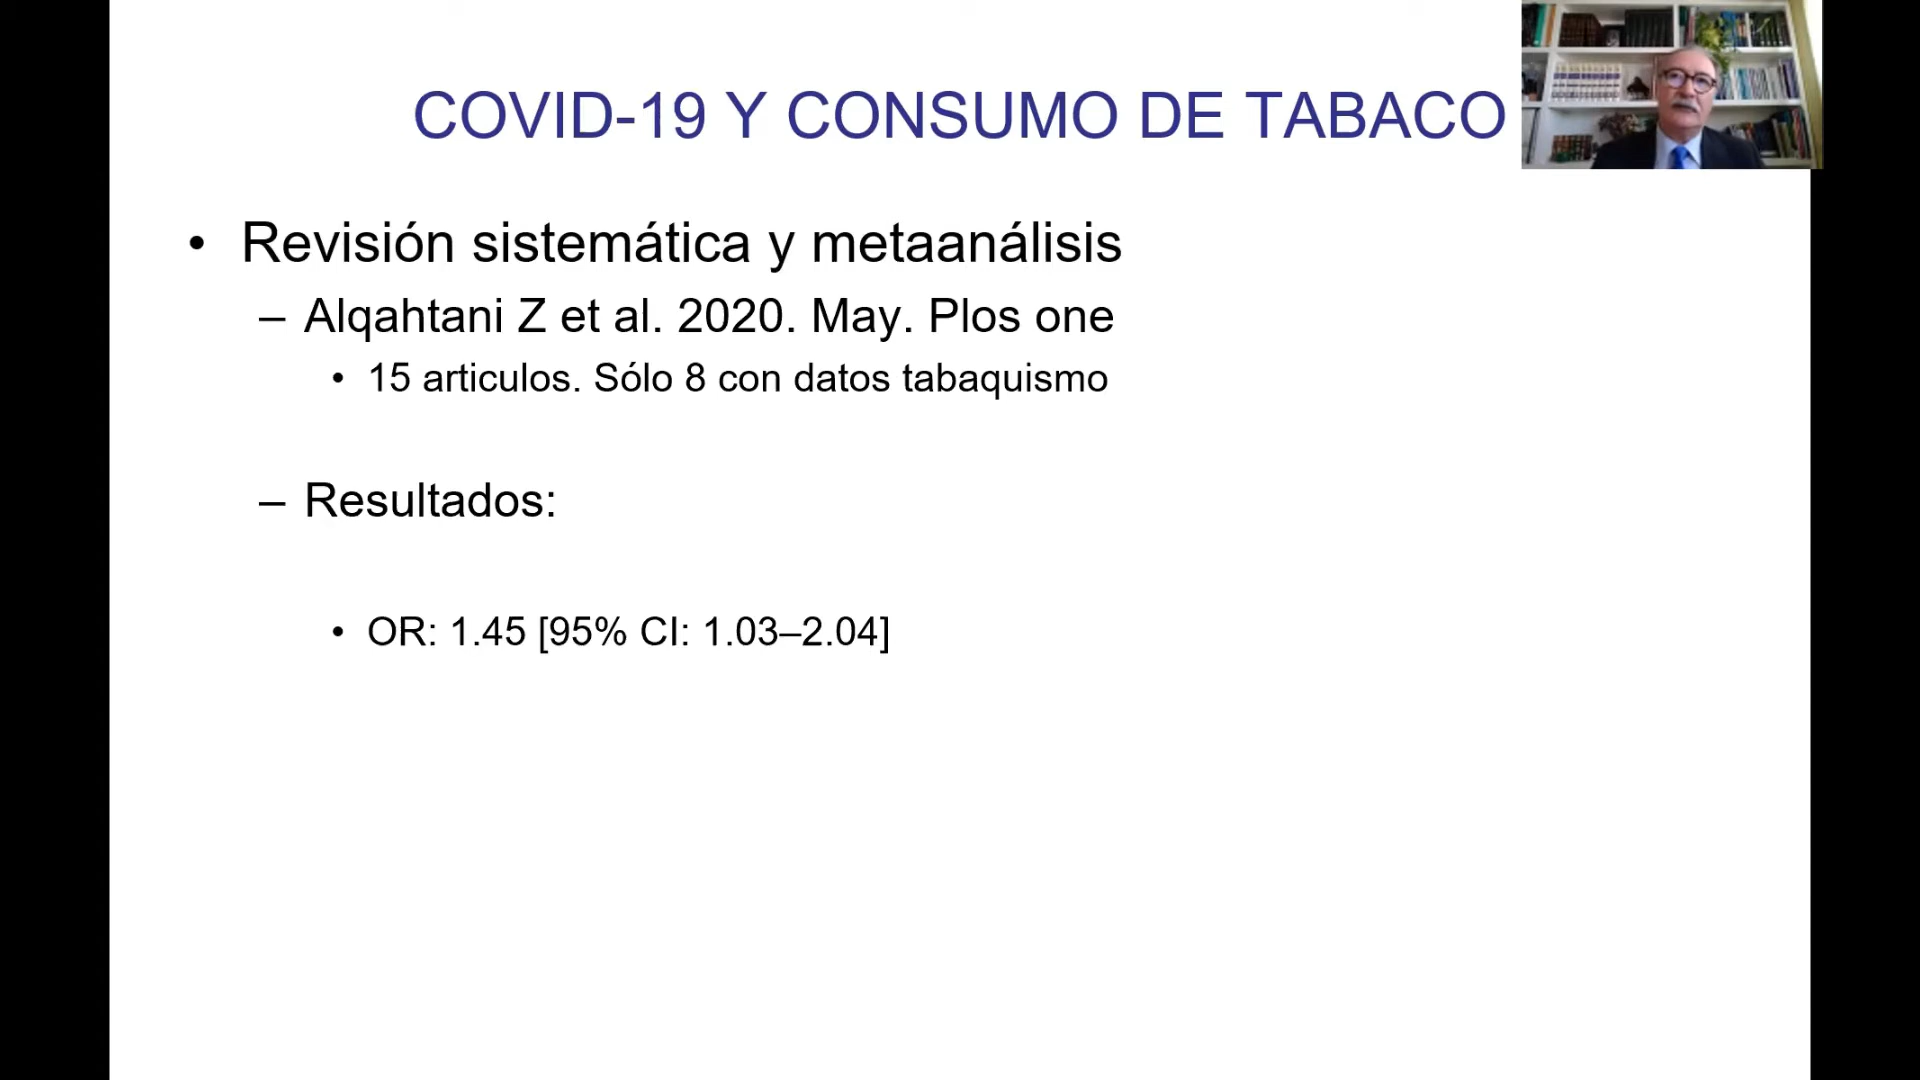 COVID-19 Y CONSUMO DE TABACO
• Revisión sistemática y metaanálisis
– Alqahtani Z et al. 2020. May. Plos one
• 15 articulos. Sólo 8 con datos tabaquismo
– Resultados:
• OR: 1.45 [95% CI: 1.03–2.04]